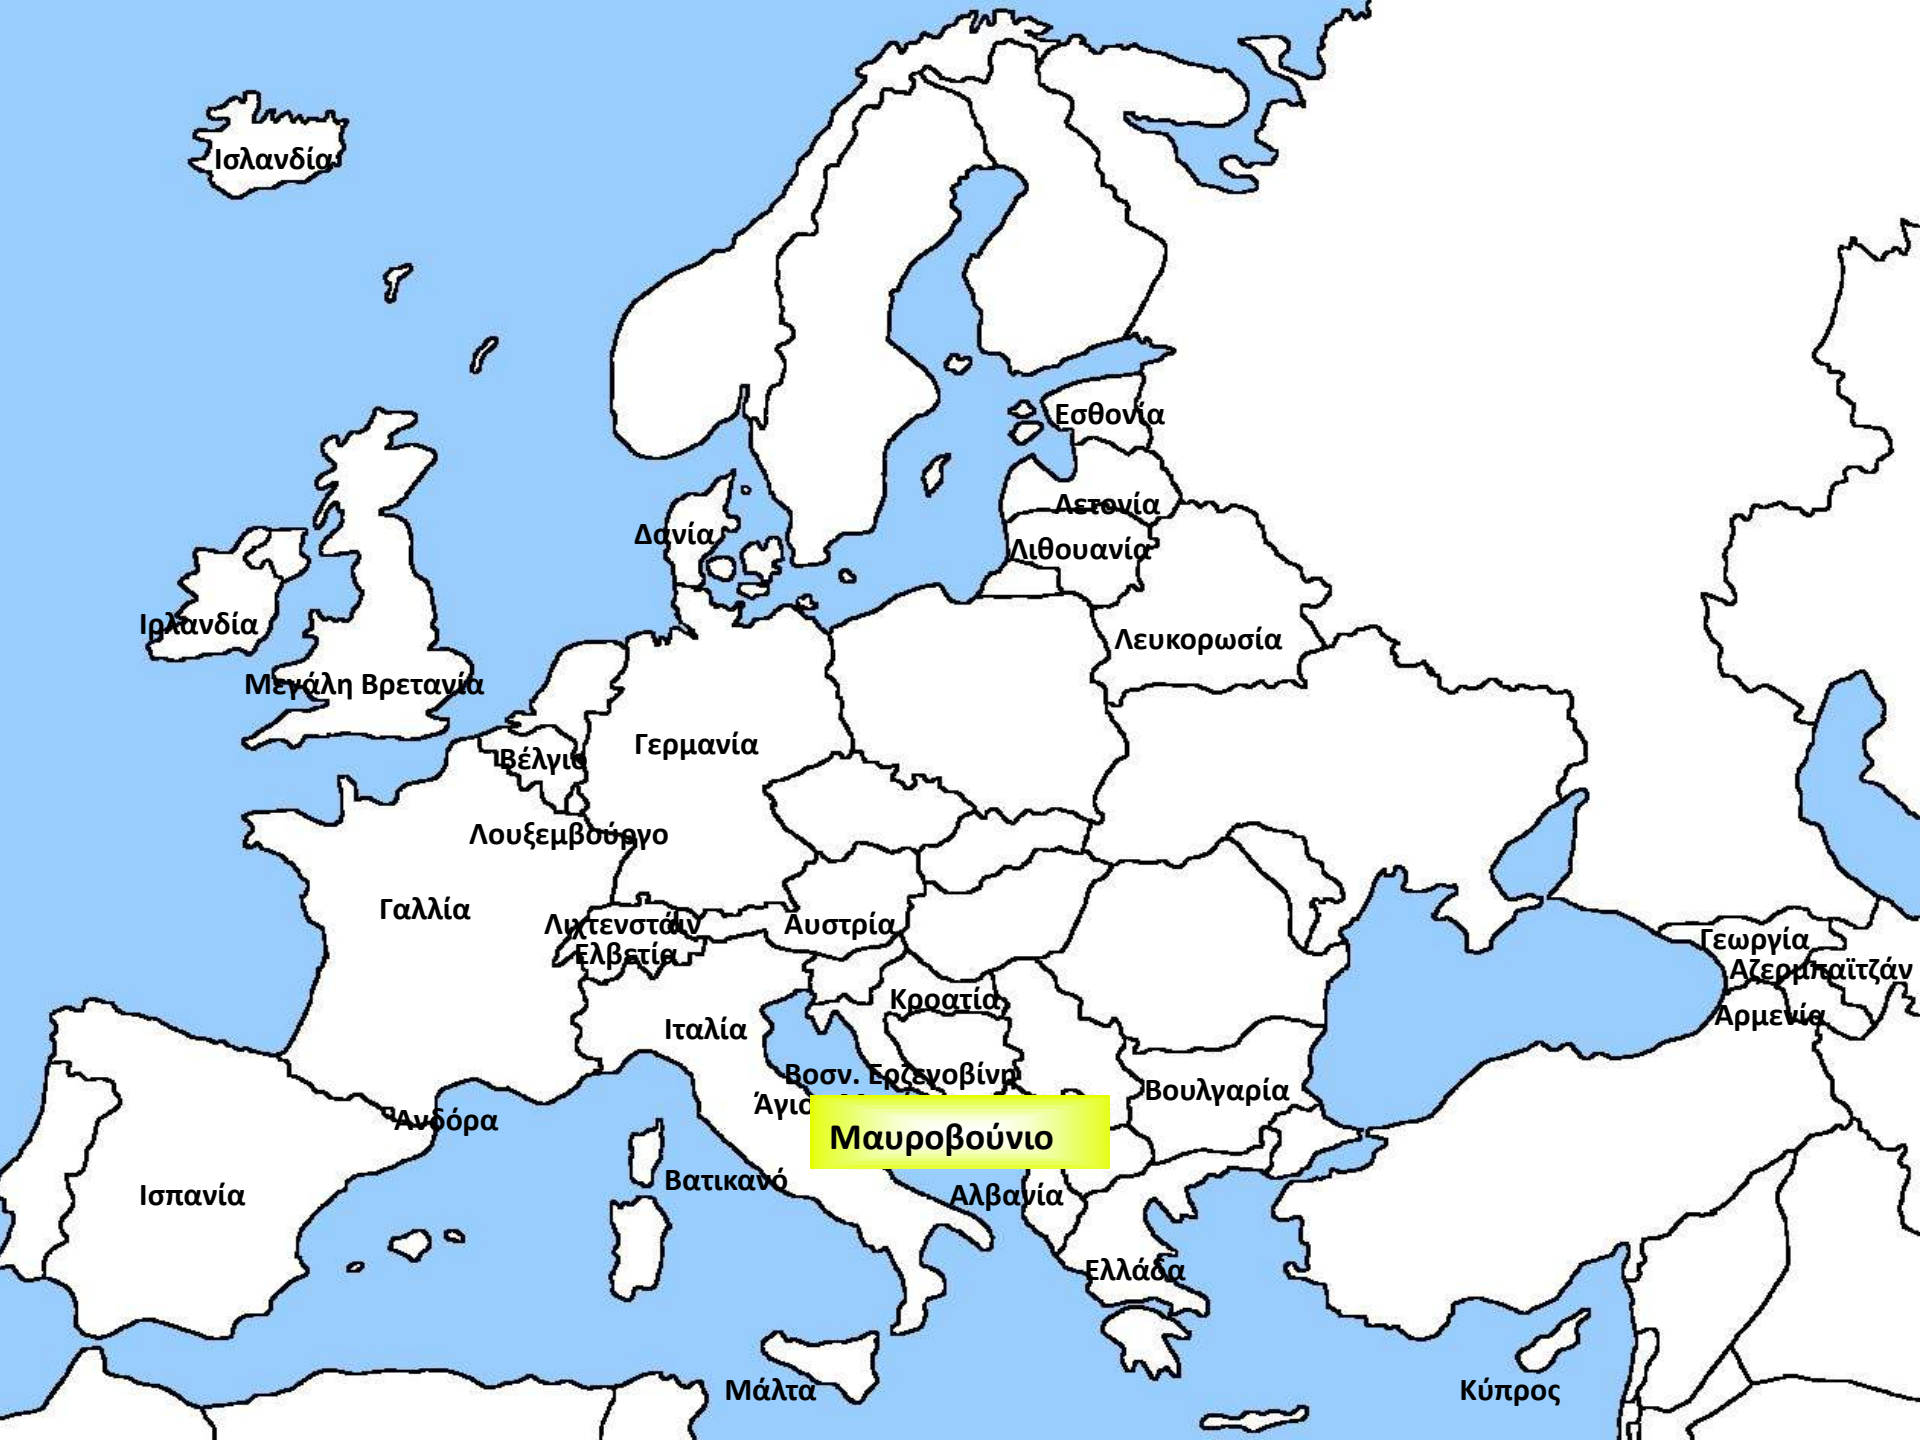 Ισλανδία
Εσθονία
Λετονία
Δανία
Λιθουανία
Ιρλανδία
Λευκορωσία
Μεγάλη Βρετανία
Γερμανία
Βέλγιο
Λουξεμβούργο
Γαλλία
Λιχτενστάιν
Αυστρία
Γεωργία
Ελβετία
Αζερμπαϊτζάν
Κροατία
Αρμενία
Ιταλία
Βοσν. Ερζεγοβίνη
Βουλγαρία
Άγιο
Ανδόρα
Μαυροβούνιο
Βατικανό
Ισπανία
Αλβανία
Ελλάδα
Μάλτα
Κύπρος